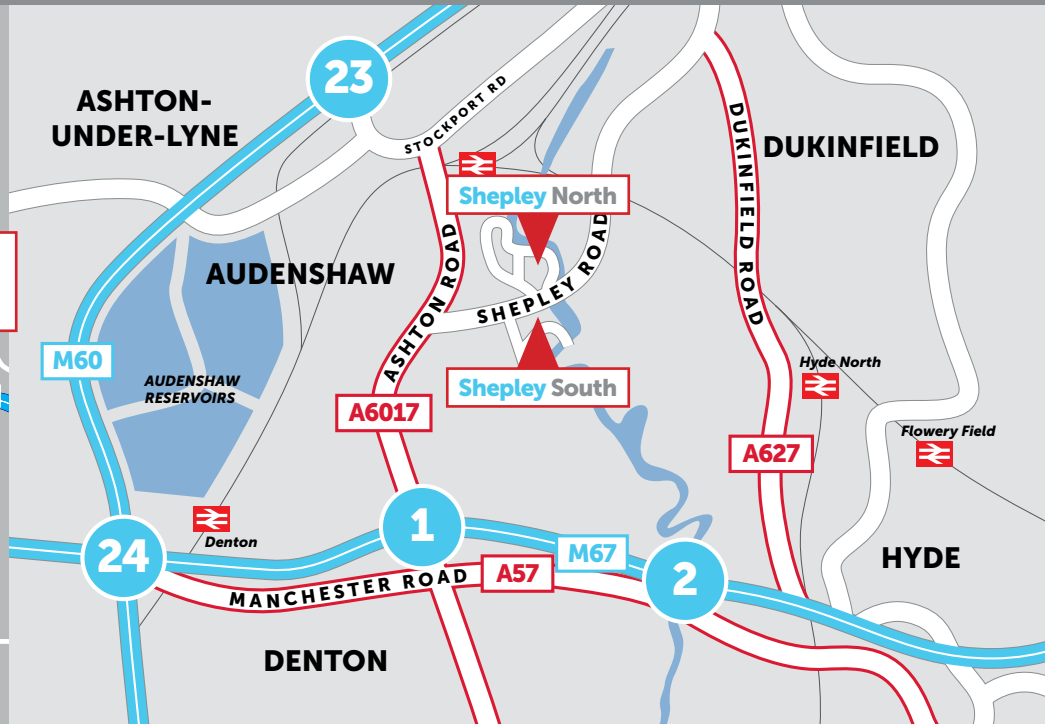 23
ASHTON-
UNDER-LYNE
STOCKPORT RD
DUKINFIELD
DUKINFIELD ROAD
Shepley North
AUDENSHAW
ASHTON ROAD
SHEPLEY ROAD
M60
AUDENSHAW
RESERVOIRS
Shepley South
Hyde North
A6017
Flowery Field
A627
1
Denton
24
M67
HYDE
A57
2
MANCHESTER ROAD
DENTON